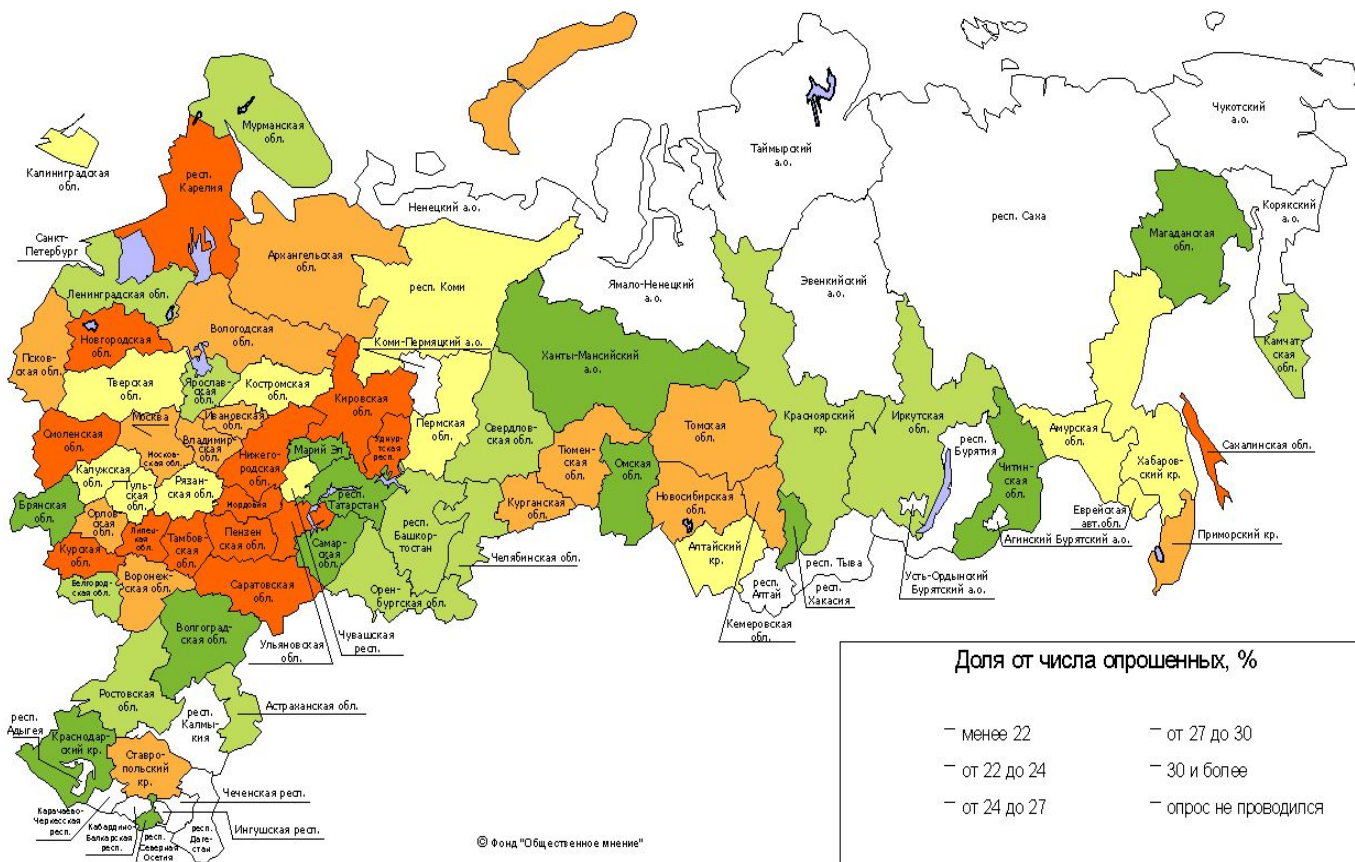 Мурманская
обл.
Калининградская
обл.
респ.
Карелия
Санкт-
Петербург
Ленинградская обл.
Ненецкий а.о.
Архангельская
обл.
респ. Коми
Таймырский
а.о.
Чукотский
а.о.
респ. Саха
Корякский
а.о.
Магаданская
обл.
Ямало-Ненецкий
а.о.
Эвенкийский
а.о.
Камчат-
ская
обл.
Псков-
ская обл.
Новгородская
обл.
Вологодская
обл.
Коми-Пермяцкий а.о.
Ханты-Мансийский
а.о.
Тверская
обл.
Ярослав-
ская
обл.
Костромская
обл.
Кировская
обл.
Пермская
обл.
Свердлов-
ская обл.
Томская
обл.
Красноярский
кр.
Иркутская
обл.
респ.
Бурятия
Читин-
ская
обл.
Амурская
обл.
Хабаров-
ский кр.
Сахалинская обл.
Смоленская
обл.
Москва
Московская обл.
Ивановская
обл.
Владимир-
ская
обл.
Нижего-
родская
обл.
Марий Эл
Удмур-
тская
респ.
Тюмен-
ская
обл.
Омская
обл.
Новосибирская
обл.
Калужская
обл.
Туль-
ская
обл.
Рязан-
ская обл.
Мордовия
респ.
Татарстан
респ.
Башкор-
тостан
Курганская
обл.
Брянская
обл.
Орлов-
ская
обл.
Липец-
кая
обл.
Тамбов-
ская
обл.
Пензен
ская обл.
Самар-
ская
обл.
Челябинская обл.
Алтайский
кр.
Еврейская
авт.обл.
Агинский Бурятский а.о.
Приморский кр.
Курская
обл.
Белгород-
ская обл.
Воронеж-
ская обл.
Саратовская
обл.
Орен-
бургская обл.
респ.
Алтай
респ. Тыва
респ.
Хакасия
Усть-Ордынский
Бурятский а.о.
Кемеровская
обл.
Волгоград-
ская обл.
Ульяновская
обл.
Чувашская
респ.
Ростовская
обл.
Астраханская обл.
респ.
Калмы-
кия
респ.
Адыгея
Краснодар-
ский кр.
Ставро-
польский
кр.
Чеченская респ.
Ингушская респ.
Карачаево-
Черкесская
респ.
Кабардино-
Балкарская
респ.
респ.
Северная
Осетия
респ.
Даге-
стан
© Фонд "Общественное мнение"
Доля от числа опрошенных, %
– менее 22
– от 22 до 24
– от 24 до 27
– от 27 до 30
– 30 и более
– опрос не проводился